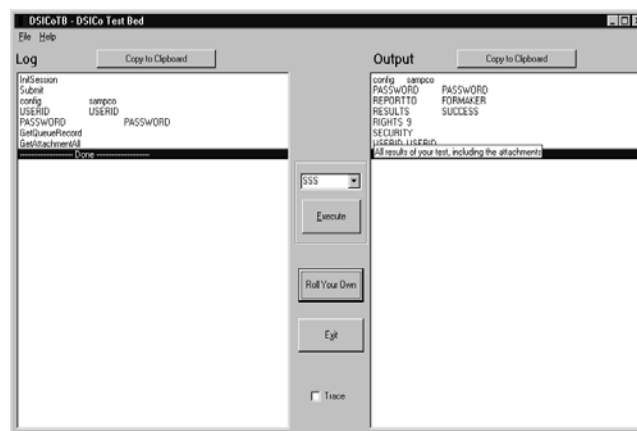 DSICoTB - DSICo Test Bed
File Help
Log
Copy to Clipboard
InitSession
Submit
config sampco
USERID USERID
PASSWORD PASSWORD
GetQueueRecord
GetAttachmentAll
-------------------- Done --------------------
SSS
Execute
Roll Your Own
Exit
Trace
Output
Copy to Clipboard
config sampco
PASSWORD PASSWORD
REPORTTO FORMAKER
RESULTS SUCCESS
RIGHTS 9
SECURITY
USERID USERID
All results of your test, including the attachments